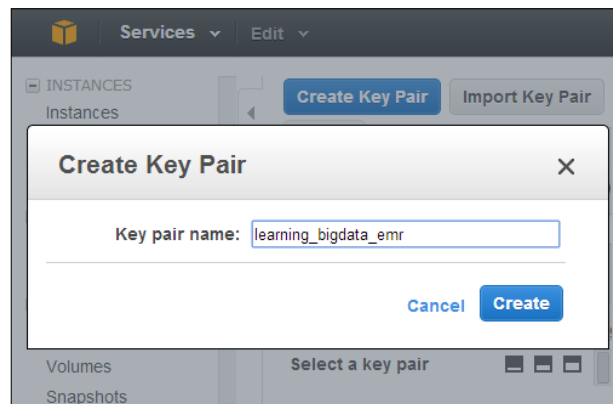 Services Edit
INSTANCES
Instances
Create Key Pair Import Key Pair
Create Key Pair
Key pair name: learning_bigdata_emr
Cancel Create
Volumes
Select a key pair
Snapshots